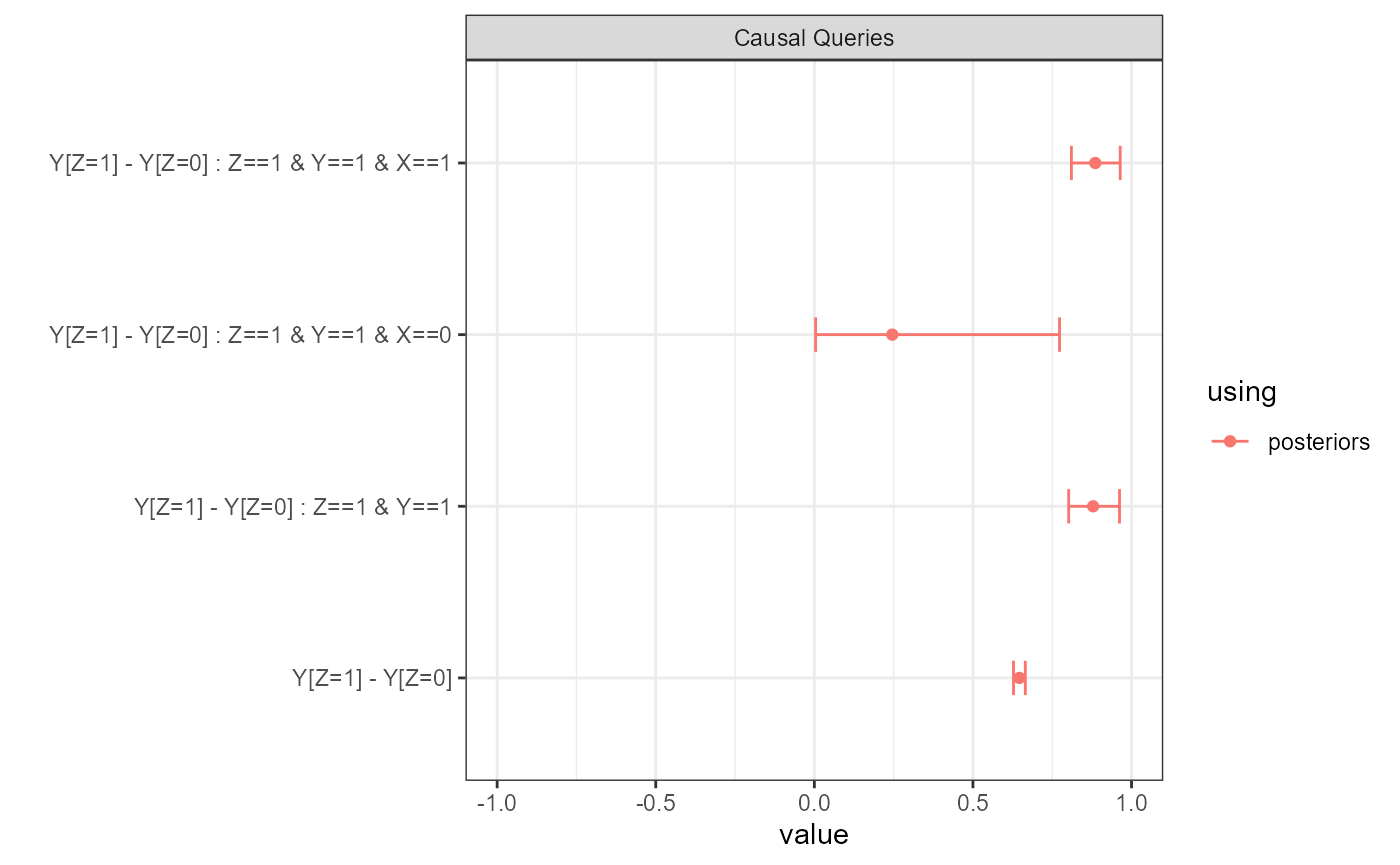 Causal Queries
Y[Z=1] - Y[Z=0] : Z==1 & Y==1 & X==1
Y[Z=1] - Y[Z=0] : Z==1 & Y==1 & X==0
Y[Z=1] - Y[Z=0] : Z==1 & Y==1
Y[Z=1] - Y[Z=0]
-1.0 -0.5 0.0 0.5 1.0
value
using
posteriors